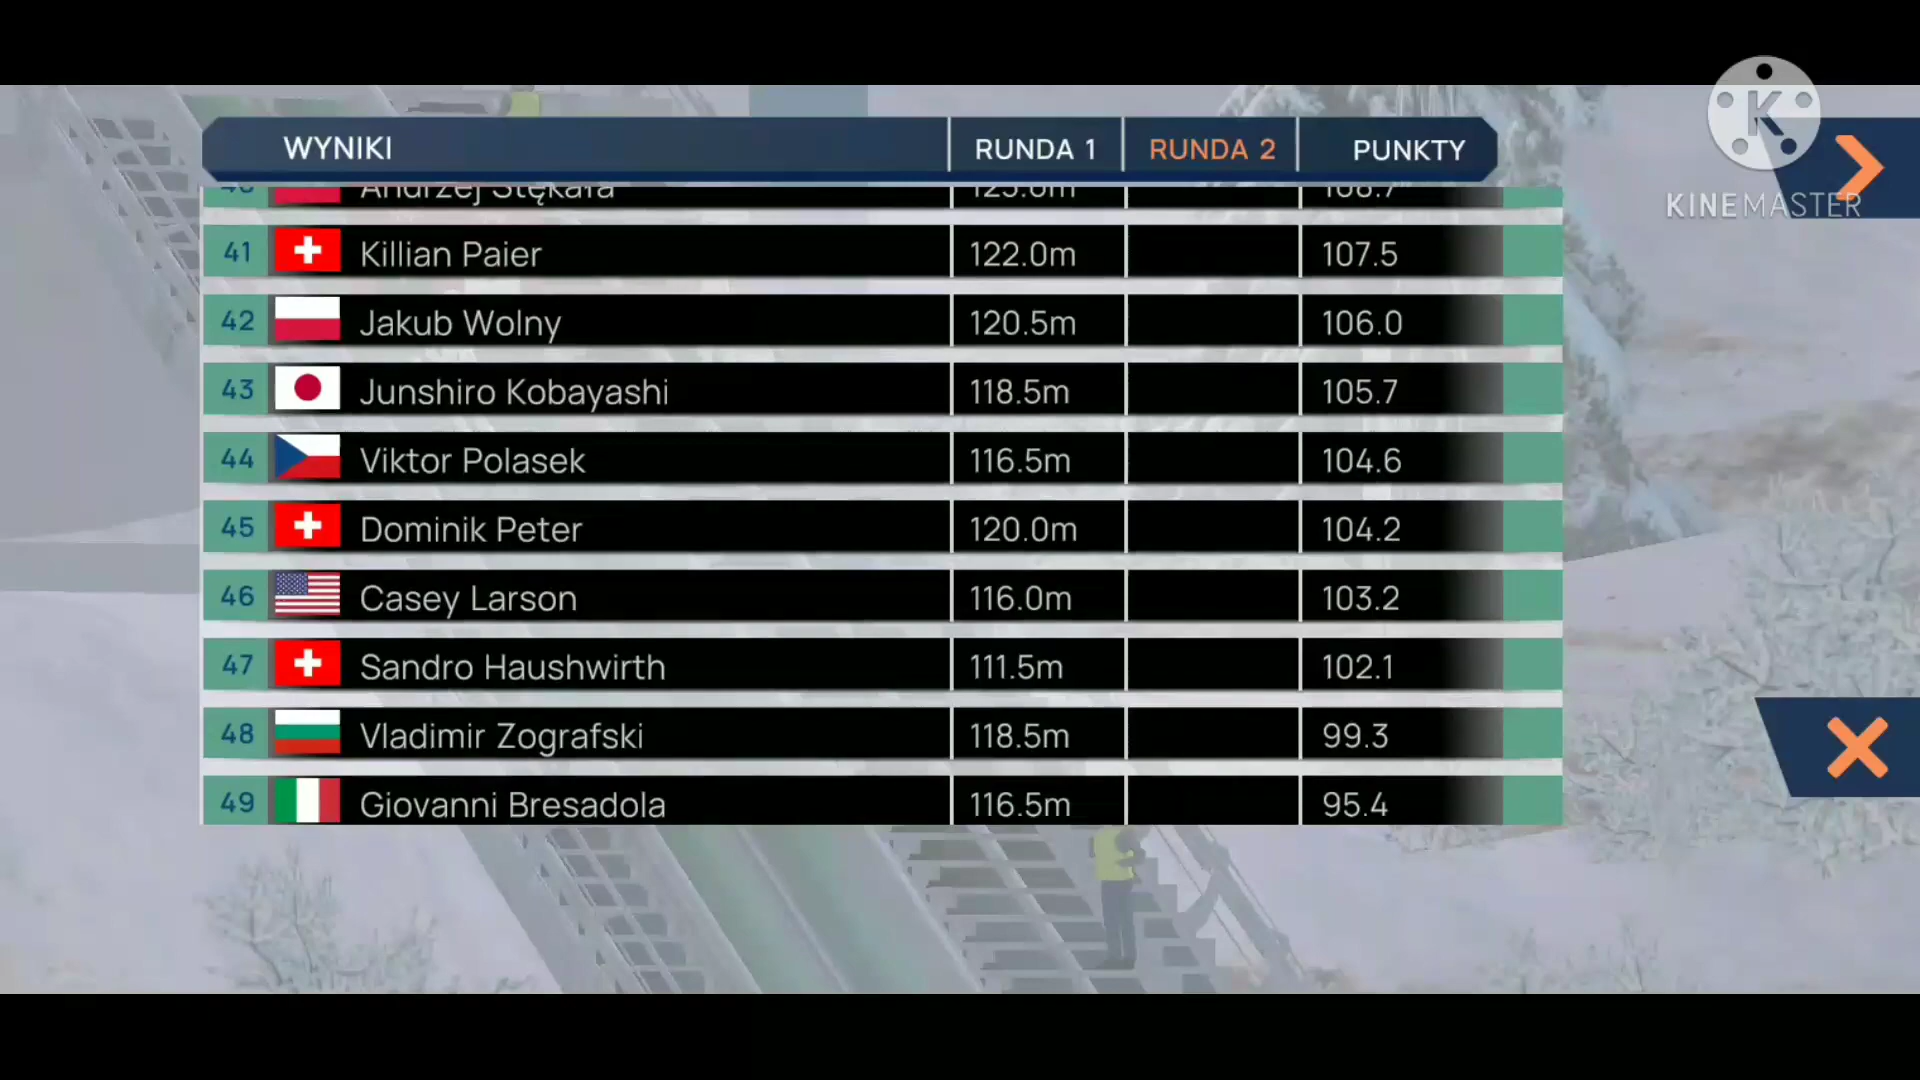 WYNIKI RUNDA 1 RUNDA 2 PUNKTY
KINEMASTER
Andrzej Stękała
41 Killian Paier 122.0m 107.5
42 Jakub Wolny 120.5m 106.0
43 Junshiro Kobayashi 118.5m 105.7
44 Viktor Polasek 116.5m 104.6
45 Dominik Peter 120.0m 104.2
46 Casey Larson 116.0m 103.2
47 Sandro Haushwirth 111.5m 102.1
48 Vladimir Zografski 118.5m 99.3
49 Giovanni Bresadola 116.5m 95.4